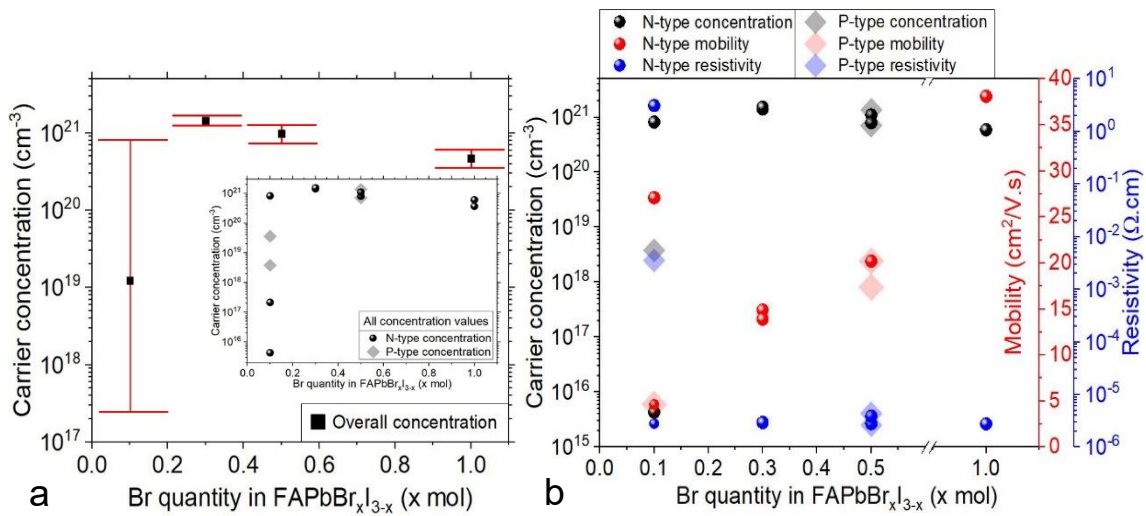 Carrier concentration (cm⁻³)
10²¹
10²⁰
10¹⁹
10¹⁸
10¹⁷
0.0 0.2 0.4 0.6 0.8 1.0
Br quantity in FAPbBrₓI₃₋ₓ (x mol)
Overall concentration
Carrier concentration (cm⁻³)
10²¹
10²⁰
10¹⁹
10¹⁸
10¹⁷
10¹⁶
All concentration values
N-type concentration
P-type concentration
0.0 0.2 0.4 0.6 0.8 1.0
Br quantity in FAPbBrₓI₃₋ₓ (x mol)
a
N-type concentration P-type concentration
N-type mobility P-type mobility
N-type resistivity P-type resistivity
Carrier concentration (cm⁻³)
10²¹
10²⁰
10¹⁹
10¹⁸
10¹⁷
10¹⁶
10¹⁵
0.0 0.1 0.2 0.3 0.4 0.5 1.0
Br quantity in FAPbBrₓI₃₋ₓ (x mol)
40
35
30
25
20
15
10
5
0
Mobility (cm²/V.s)
10¹
10⁰
10⁻¹
10⁻²
10⁻³
10⁻⁴
10⁻⁵
10⁻⁶
Resistivity (Ω.cm)
b